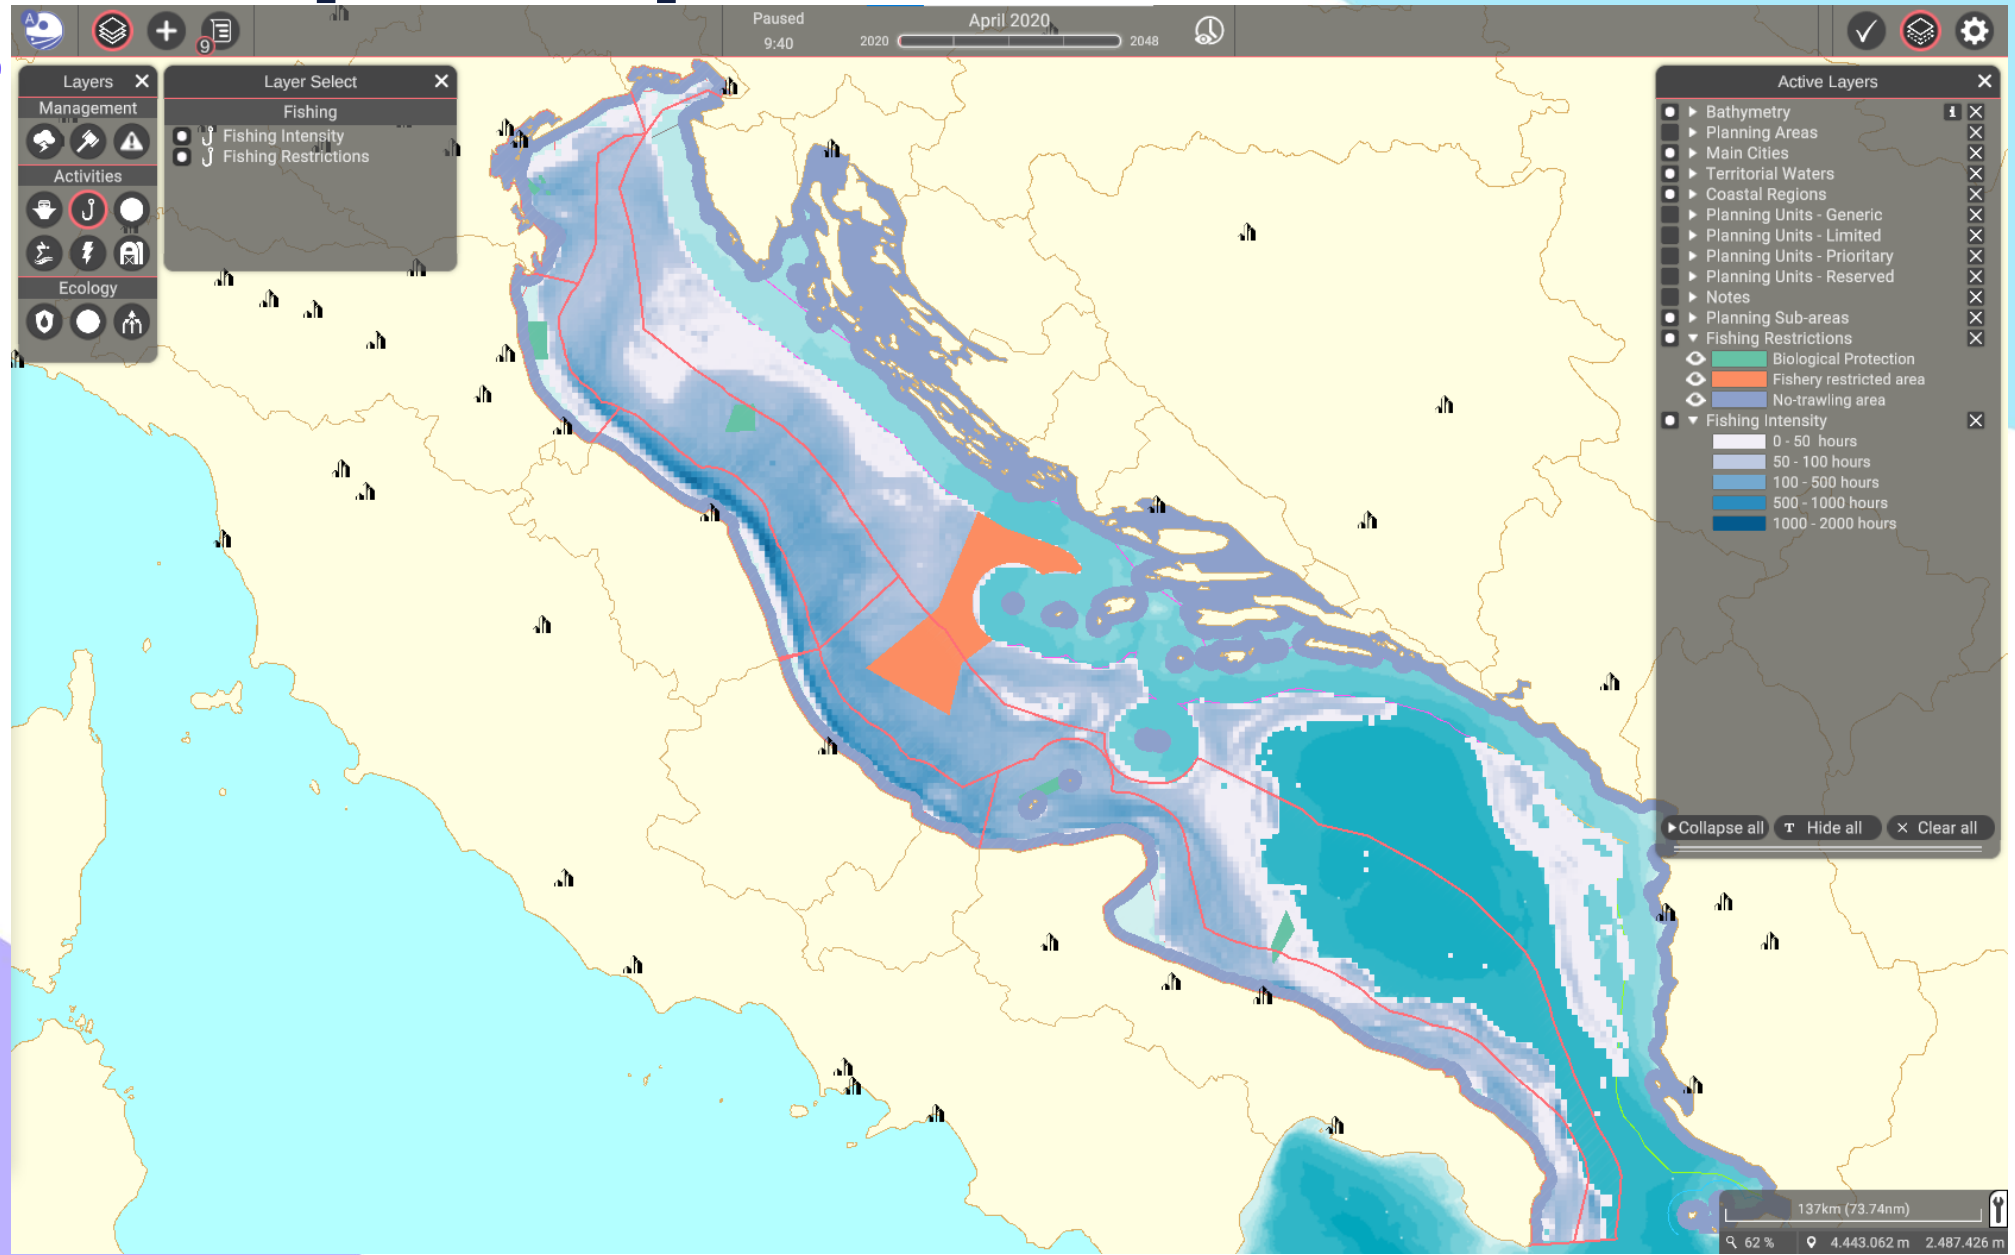 A
9
Paused
9:40
April 2020
2020
2048
Layers
Management
Activities
Ecology
Layer Select
Fishing
Fishing Intensity
Fishing Restrictions
Active Layers
Bathymetry
Planning Areas
Main Cities
Territorial Waters
Coastal Regions
Planning Units - Generic
Planning Units - Limited
Planning Units - Prioritary
Planning Units - Reserved
Notes
Planning Sub-areas
Fishing Restrictions
Biological Protection
Fishery restricted area
No-trawling area
Fishing Intensity
0 - 50 hours
50 - 100 hours
100 - 500 hours
500 - 1000 hours
1000 - 2000 hours
Collapse all T Hide all Clear all
137km (73.74nm)
62 % 4.443.062 m 2.487.426 m